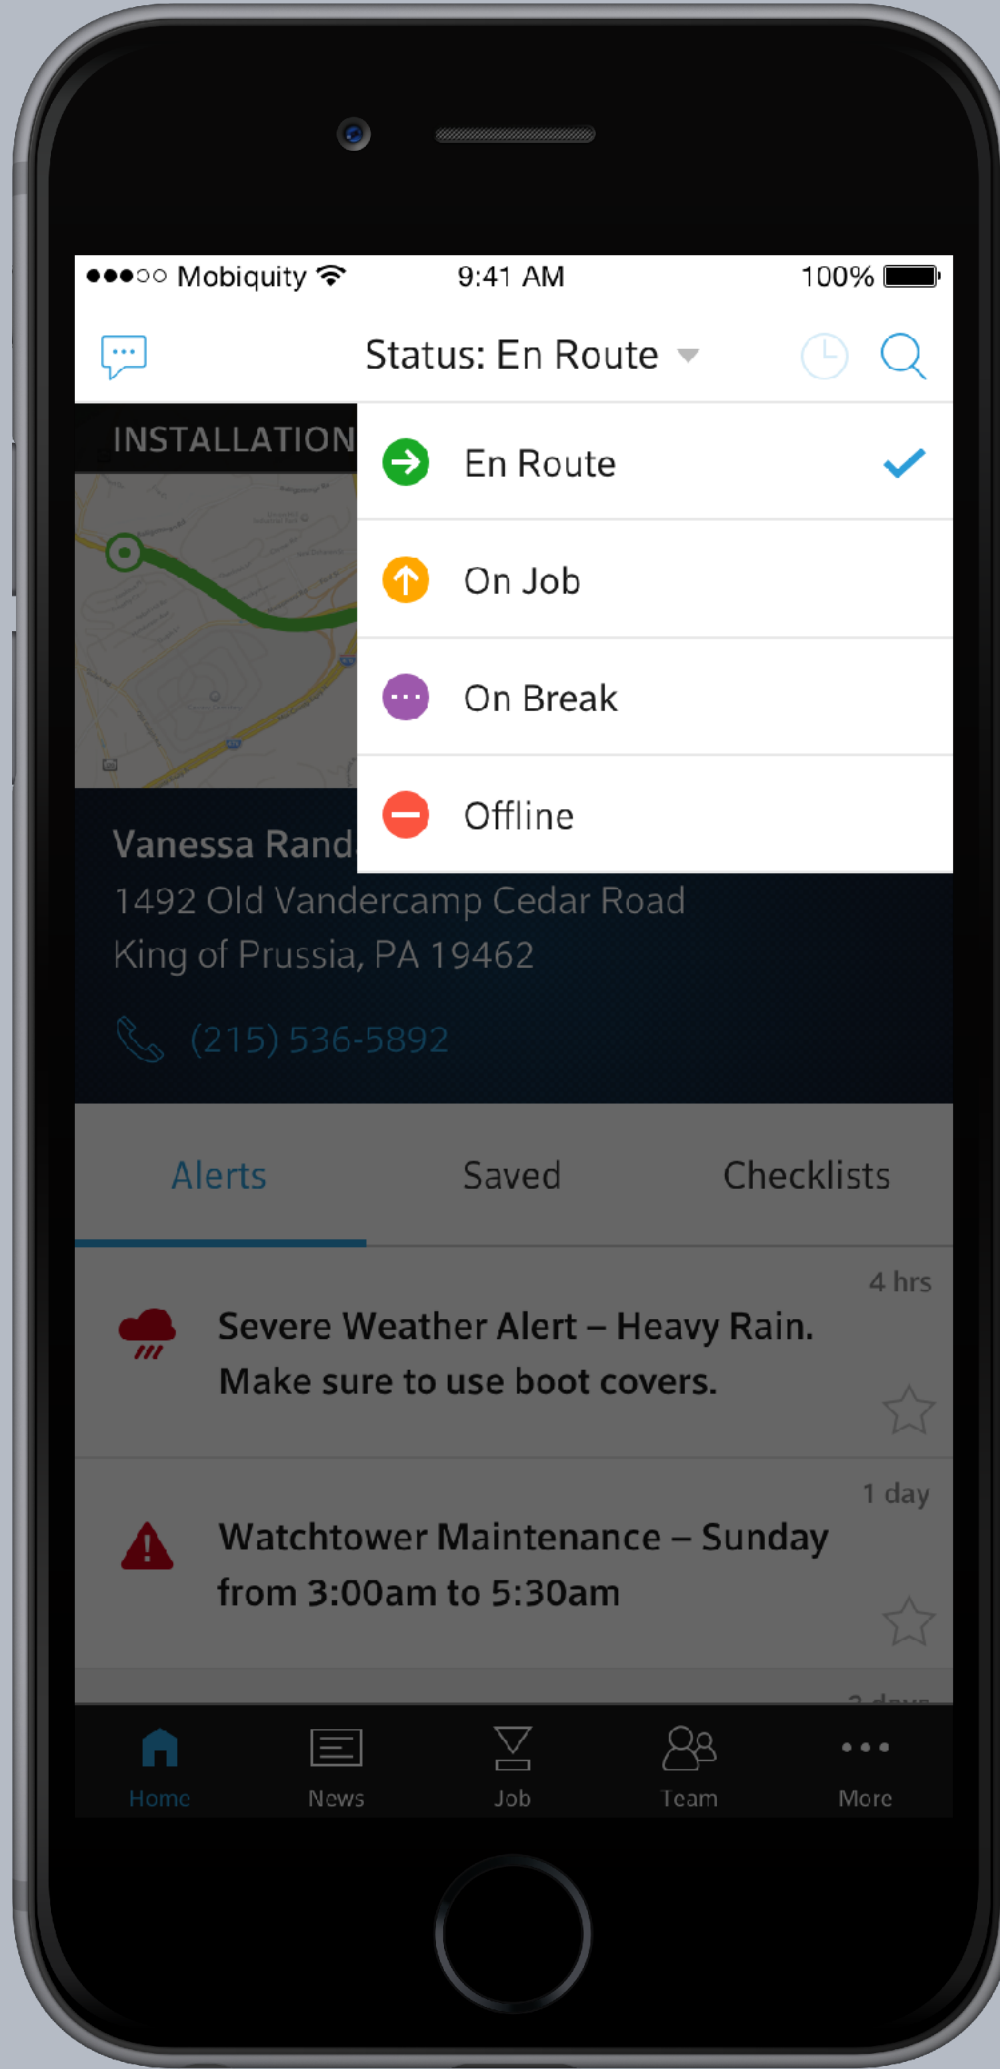 Mobiquity 9:41 AM 100%
Status: En Route
INSTALLATION
En Route
On Job
On Break
Offline
Vanessa Rand
1492 Old Vandercamp Cedar Road
King of Prussia, PA 19462
(215) 536-5892
Alerts Saved Checklists
4 hrs
Severe Weather Alert – Heavy Rain.
Make sure to use boot covers.
1 day
Watchtower Maintenance – Sunday
from 3:00am to 5:30am
Home News Job Team More